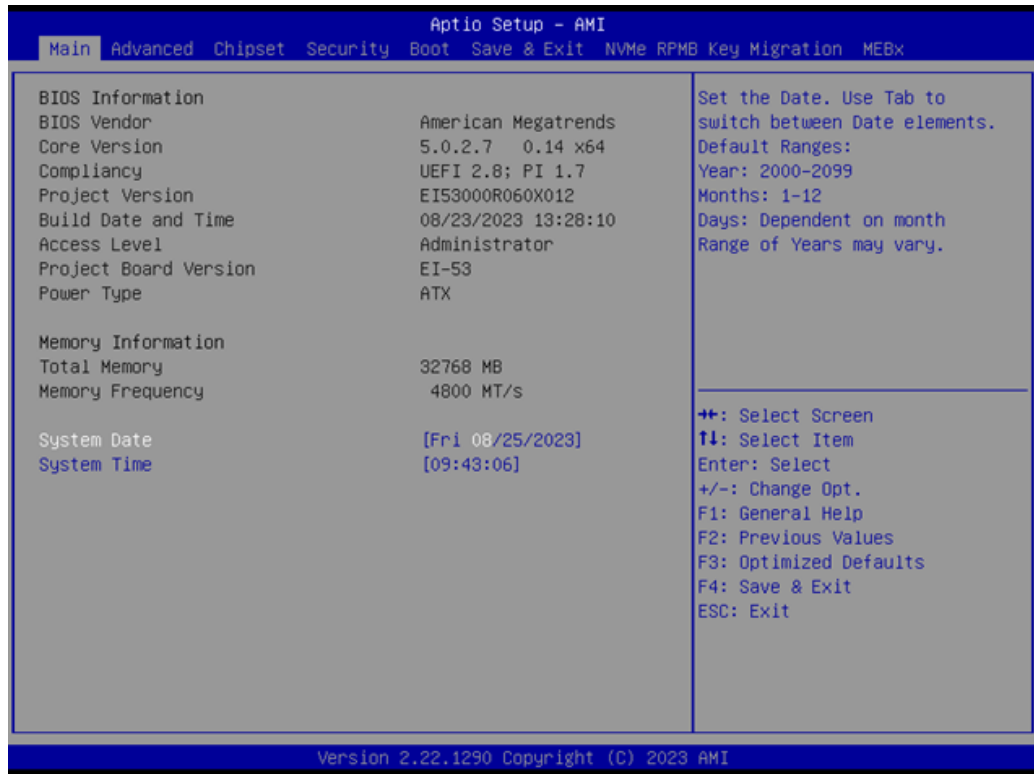 Aptio Setup - AMI
Main Advanced Chipset Security Boot Save & Exit NVMe RPMB Key Migration MEBx
BIOS Information
BIOS Vendor American Megatrends
Core Version 5.0.2.7 0.14 x64
Compliancy UEFI 2.8; PI 1.7
Project Version EI53000R060X012
Build Date and Time 08/23/2023 13:28:10
Access Level Administrator
Project Board Version EI-53
Power Type ATX
Memory Information
Total Memory 32768 MB
Memory Frequency 4800 MT/s
System Date [Fri 08/25/2023]
System Time [09:43:06]
Set the Date. Use Tab to
switch between Date elements.
Default Ranges:
Year: 2000-2099
Months: 1-12
Days: Dependent on month
Range of Years may vary.
→←: Select Screen
↑↓: Select Item
Enter: Select
+/-: Change Opt.
F1: General Help
F2: Previous Values
F3: Optimized Defaults
F4: Save & Exit
ESC: Exit
Version 2.22.1290 Copyright (C) 2023 AMI